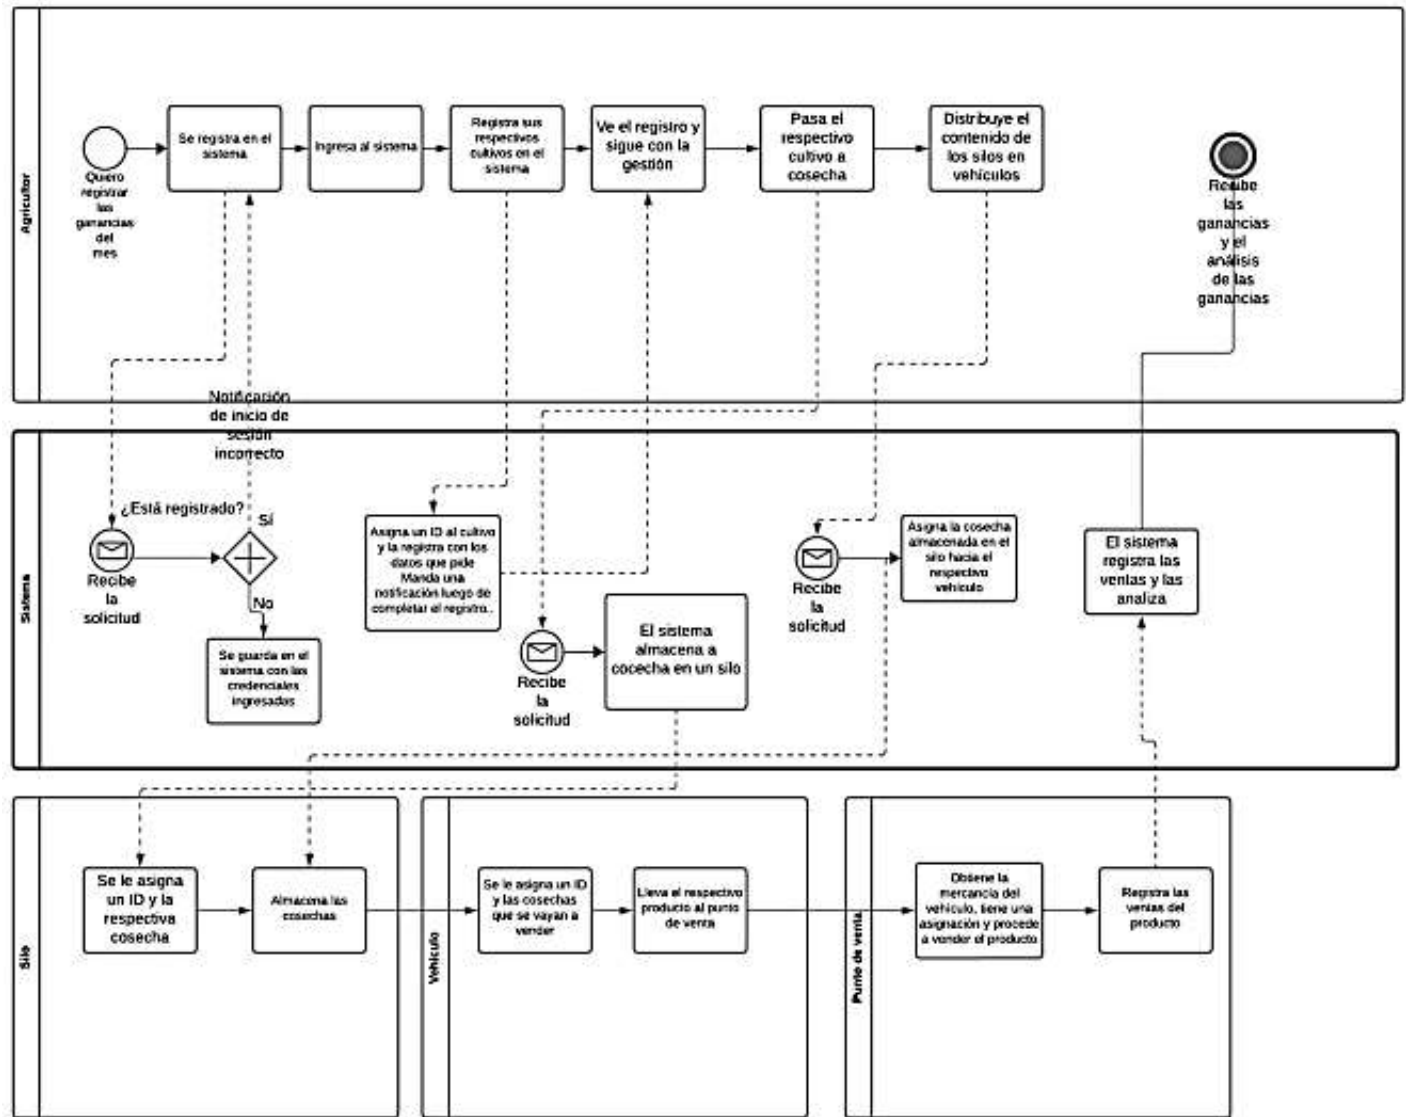 Agricultor
Quiero
registrar
las
ganancias
del
mes
Se registra en el
sistema
Ingresa al sistema
Registra sus
respectivos
cultivos en el
sistema
Ve el registro y
sigue con la
gestión
Pasa el
respectivo
cultivo a
cosecha
Distribuye el
contenido de
los silos en
vehículos
Recibe
las
ganancias
y el
análisis
de las
ganancias
Notificación
de inicio de
sesión
incorrecto
Sistema
¿Está registrado?
Sí
No
Recibe
la
solicitud
Se guarda en el
sistema con las
credenciales
ingresadas
Asigna un ID al cultivo
y la registra con los
datos que pide
Manda una
notificación luego de
completar el registro..
Recibe
la
solicitud
El sistema
almacena a
cocecha en un silo
Recibe
la
solicitud
Asigna la cosecha
almacenada en el
silo hacia el
respectivo
vehículo
El sistema
registra las
ventas y las
analiza
Silo
Se le asigna
un ID y la
respectiva
cosecha
Almacena las
cosechas
Vehículo
Se le asigna un ID
y las cosechas
que se vayan a
vender
Lleva el respectivo
producto al punto
de venta
Punto de venta
Obtiene la
mercancía del
vehículo, tiene una
asignación y procede
a vender el producto
Registra las
ventas del
producto